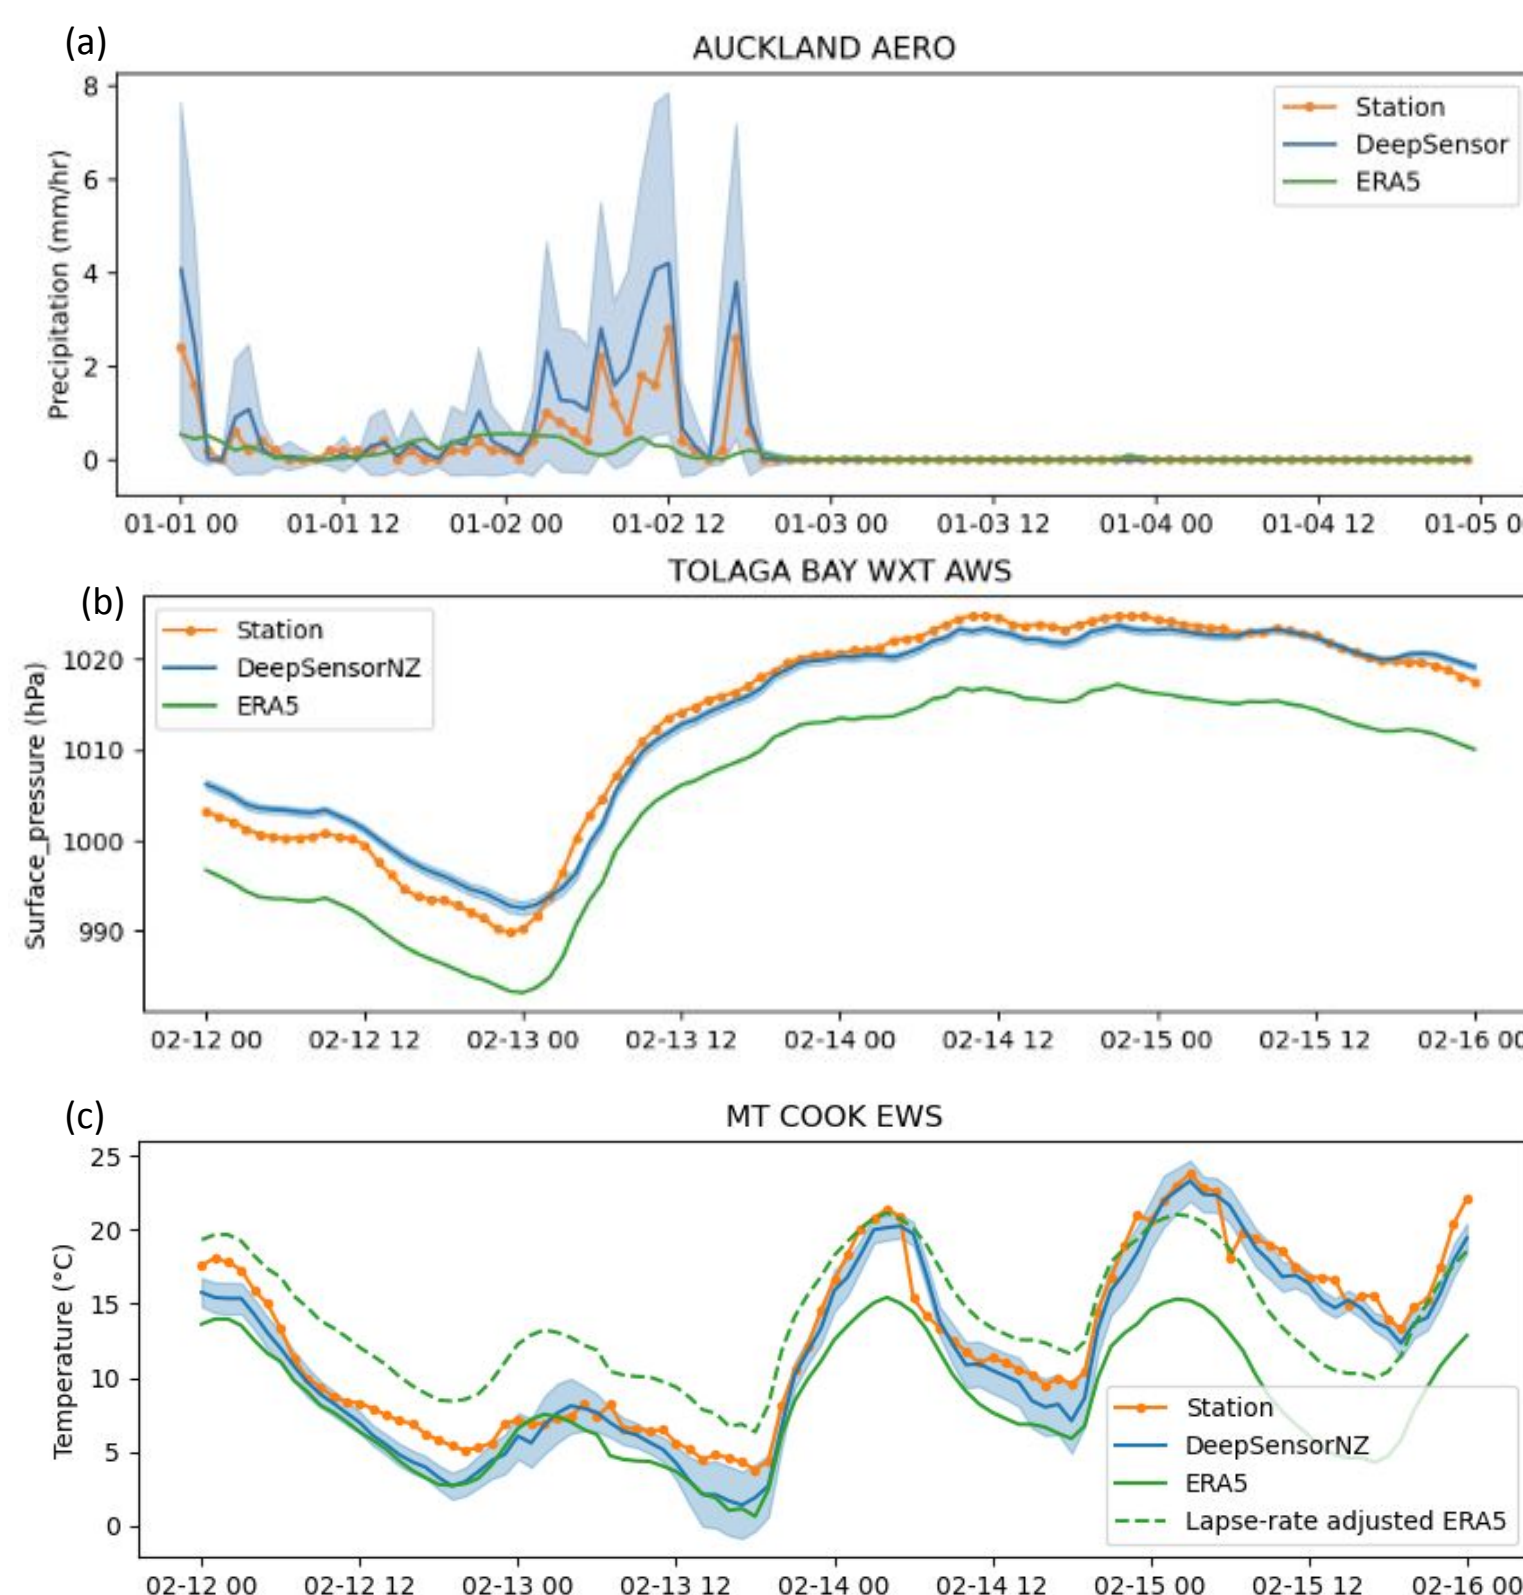 (a)
AUCKLAND AERO
Precipitation (mm/hr)
8
6
4
2
0
Station
DeepSensor
ERA5
01-01 00 01-01 12 01-02 00 01-02 12 01-03 00 01-03 12 01-04 00 01-04 12 01-05 0
(b)
TOLAGA BAY WXT AWS
Surface_pressure (hPa)
1020
1010
1000
990
Station
DeepSensorNZ
ERA5
02-12 00 02-12 12 02-13 00 02-13 12 02-14 00 02-14 12 02-15 00 02-15 12 02-16 00
(c)
MT COOK EWS
Temperature (°C)
25
20
15
10
5
0
Station
DeepSensorNZ
ERA5
Lapse-rate adjusted ERA5
02-12 00 02-12 12 02-13 00 02-13 12 02-14 00 02-14 12 02-15 00 02-15 12 02-16 00